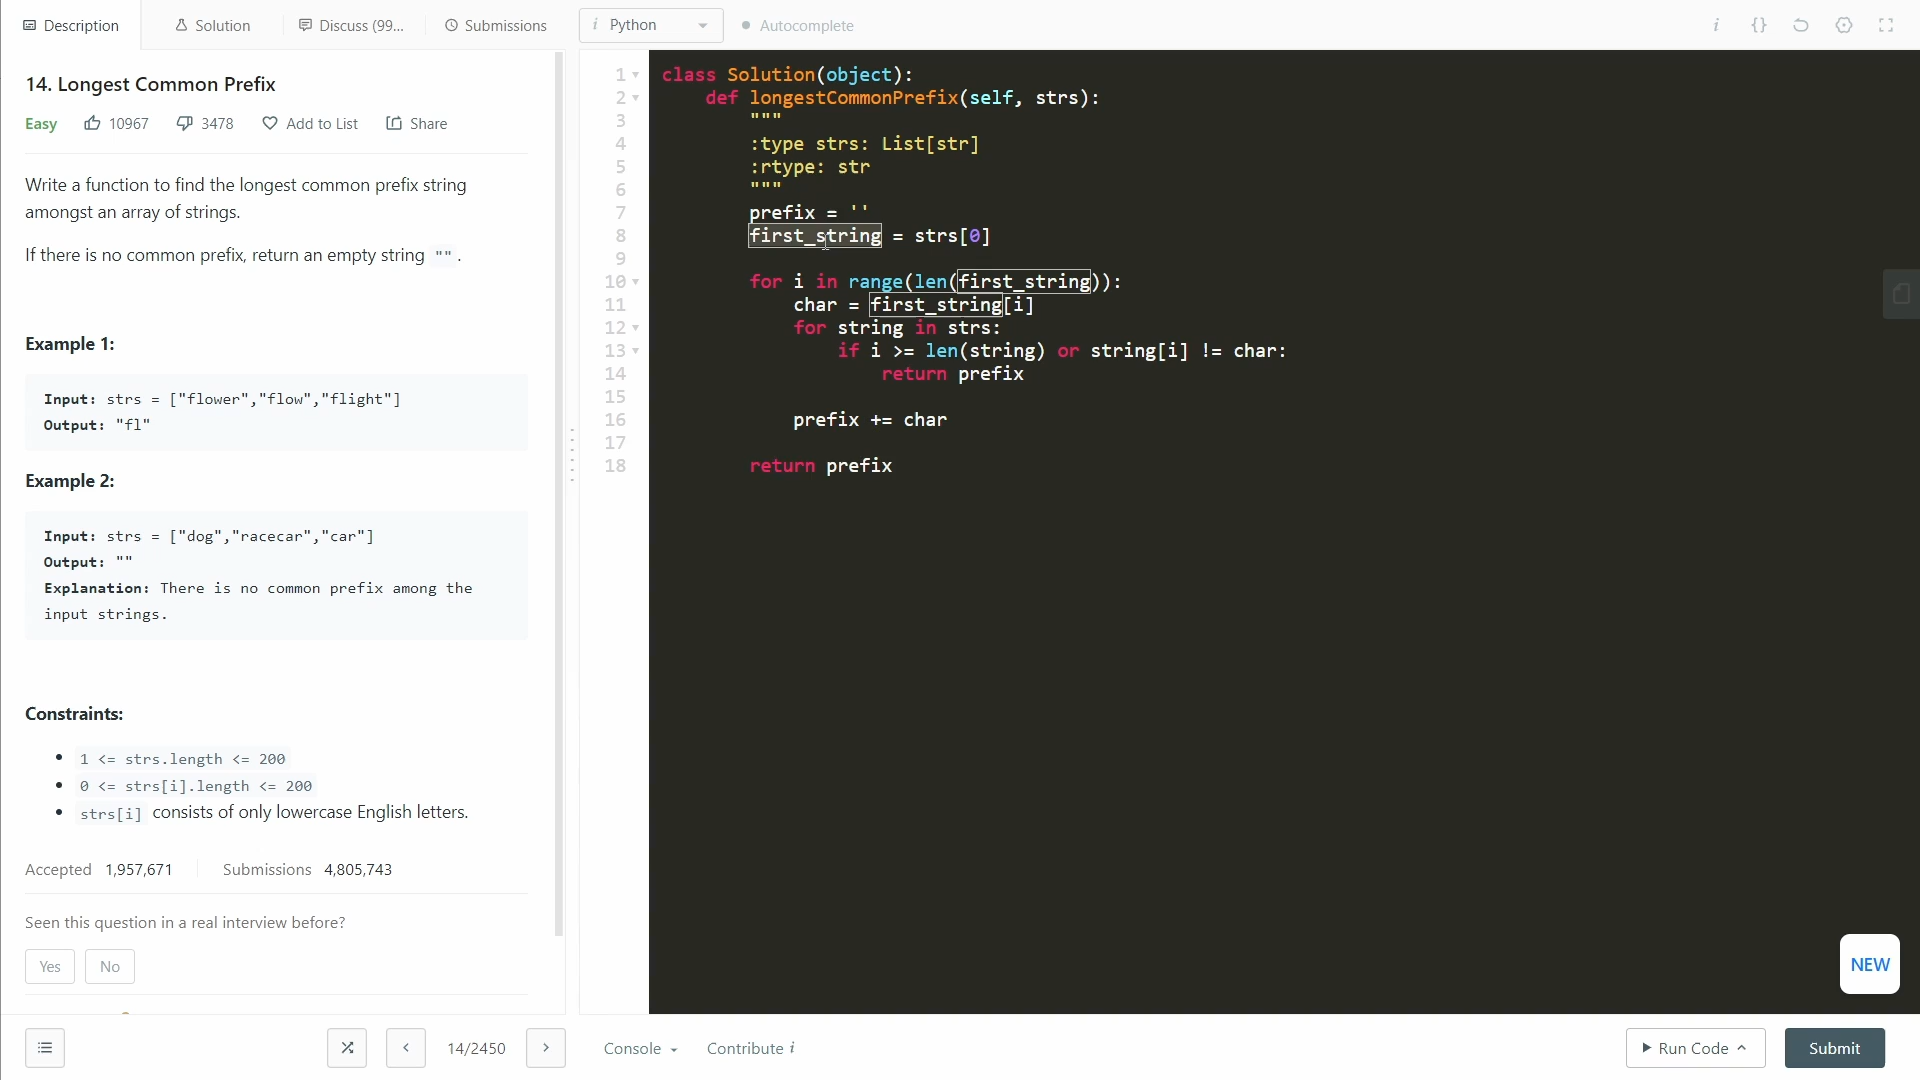 Description
Solution
Discuss (99...
Submissions
i Python
Autocomplete
i {}
14. Longest Common Prefix
Easy 10967 3478 Add to List Share
Write a function to find the longest common prefix string
amongst an array of strings.
If there is no common prefix, return an empty string "".
Example 1:
Input: strs = ["flower","flow","flight"]
Output: "fl"
Example 2:
Input: strs = ["dog","racecar","car"]
Output: ""
Explanation: There is no common prefix among the
input strings.
Constraints:
• 1 <= strs.length <= 200
• 0 <= strs[i].length <= 200
• strs[i] consists of only lowercase English letters.
Accepted 1,957,671 Submissions 4,805,743
Seen this question in a real interview before?
Yes No
1 class Solution(object):
2 def longestCommonPrefix(self, strs):
3 """
4 :type strs: List[str]
5 :rtype: str
6 """
7 prefix = ''
8 first_string = strs[0]
9
10 for i in range(len(first_string)):
11 char = first_string[i]
12 for string in strs:
13 if i >= len(string) or string[i] != char:
14 return prefix
15
16 prefix += char
17
18 return prefix
NEW
14/2450
Console
Contribute i
Run Code
Submit